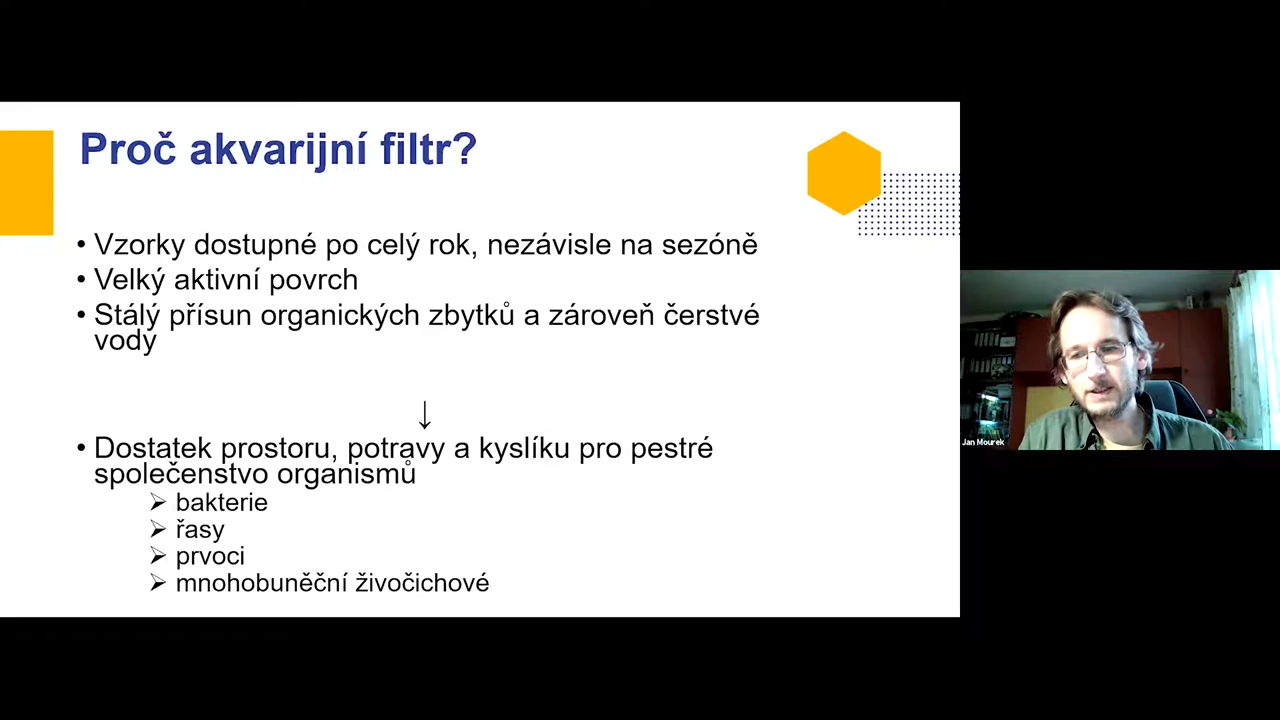 Proč akvarijní filtr?
• Vzorky dostupné po celý rok, nezávisle na sezóně
• Velký aktivní povrch
• Stálý přísun organických zbytků a zároveň čerstvé
vody
↓
• Dostatek prostoru, potravy a kyslíku pro pestré
společenstvo organismů
➢ bakterie
➢ řasy
➢ prvoci
➢ mnohobuněční živočichové
Jan Mourek